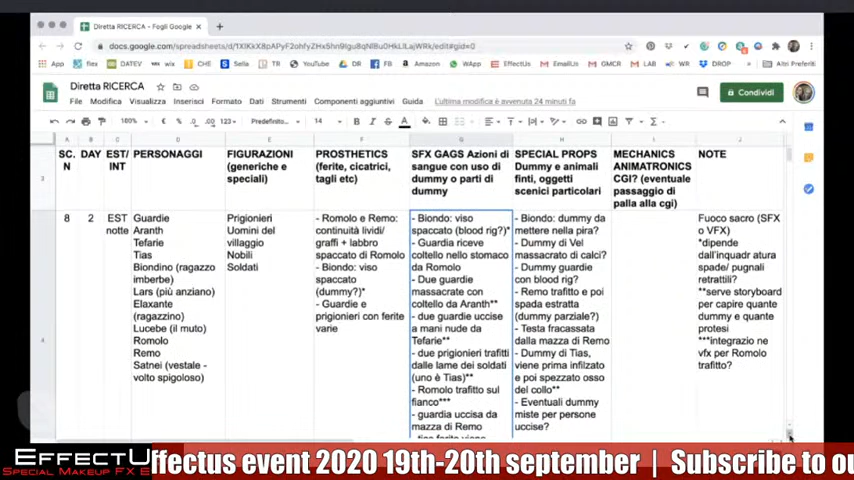 Diretta RICERCA - Fogli Google
docs.google.com/spreadsheets/d/
App
flex
DATEV
wix
CHE
Sella
TR
YouTube
DR
FB
Amazon
WApp
EffectUs
EmailUs
GMCR
LAB
WR
DROP
Altri Preferiti
Diretta RICERCA
File Modifica Visualizza Inserisci Formato Dati Strumenti Componenti aggiuntivi Guida
L'ultima modifica è avvenuta 24 minuti fa
Condividi
180%
€ % .0 .00 123
Predefinito...
14
B I S A
A B C D E F G H I J
SC. N
DAY
EST/ INT
PERSONAGGI
FIGURAZIONI (generiche e speciali)
PROSTHETICS (ferite, cicatrici, tagli etc)
SFX GAGS Azioni di sangue con uso di dummy o parti di dummy
SPECIAL PROPS Dummy e animali finti, oggetti scenici particolari
MECHANICS ANIMATRONICS CGI? (eventuale passaggio di palla alla cgi)
NOTE
3
4
8
2
EST notte
Guardie
Aranth
Tefarie
Tias
Biondino (ragazzo imberbe)
Lars (più anziano)
Elaxante (ragazzino)
Lucebe (il muto)
Romolo
Remo
Satnei (vestale - volto spigoloso)
Prigionieri
Uomini del villaggio
Nobili
Soldati
- Romolo e Remo: continuità lividi/ graffi + labbro spaccato di Romolo
- Biondo: viso spaccato (dummy?)*
- Guardie e prigionieri con ferite varie
- Biondo: viso spaccato (blood rig?)*
- Guardia riceve coltello nello stomaco da Romolo
- Due guardie massacrate con coltello da Aranth**
- due guardie uccise a mani nude da Tefarie**
- due prigionieri trafitti dalle lame dei soldati (uno è Tias)**
- Romolo trafitto sul fianco***
- guardia uccisa da mazza di Remo
- Biondo: dummy da mettere nella pira?
- Dummy di Vel massacrato di calci?
- Dummy guardie con blood rig?
- Remo trafitto e poi spada estratta (dummy parziale?)
- Testa fracassata dalla mazza di Remo
- Dummy di Tias, viene prima infilzato e poi spezzato osso del collo**
- Eventuali dummy miste per persone uccise?
Fuoco sacro (SFX o VFX)
*dipende dall'inquadr atura spade/ pugnali retrattili?
**serve storyboard per capire quante dummy e quante protesi
***integrazio ne vfx per Romolo trafitto?
EFFECTU
SPECIAL MAKEUP FX
ffectus event 2020 19th-20th september | Subscribe to ou